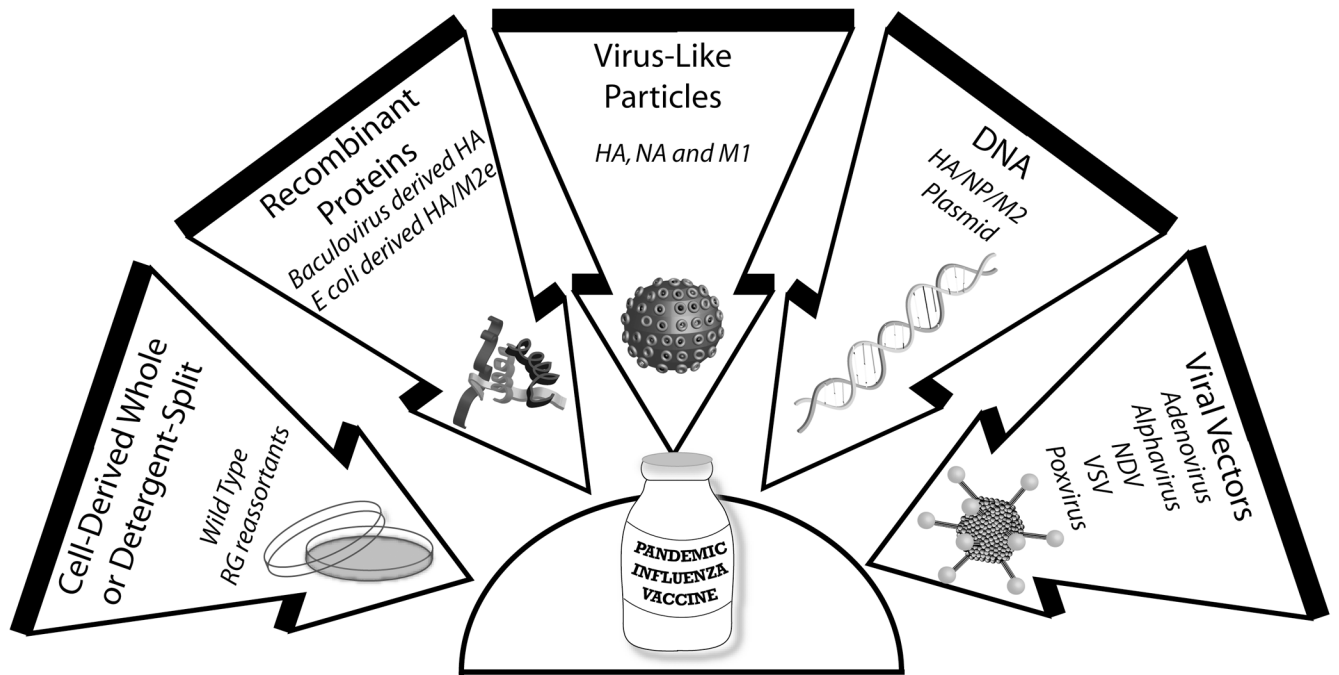 Cell-Derived Whole
or Detergent-Split
Wild Type
RG reassortants
Recombinant
Proteins
Baculovirus derived HA
E coli derived HA/M2e
Virus-Like
Particles
HA, NA and M1
DNA
HA/NP/M2
Plasmid
Viral Vectors
Adenovirus
Alphavirus
NDV
VSV
Poxvirus
PANDEMIC
INFLUENZA
VACCINE